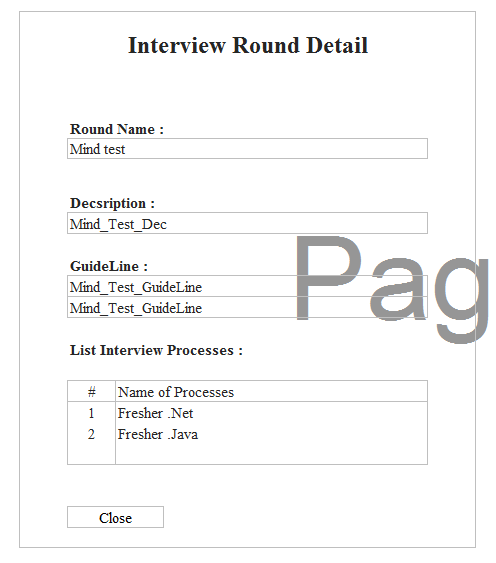 Interview Round Detail
Round Name :
Mind test
Decsription :
Mind_Test_Dec
Pag
GuideLine :
Mind_Test_GuideLine
Mind_Test_GuideLine
List Interview Processes :
# Name of Processes
1 Fresher .Net
2 Fresher .Java
Close